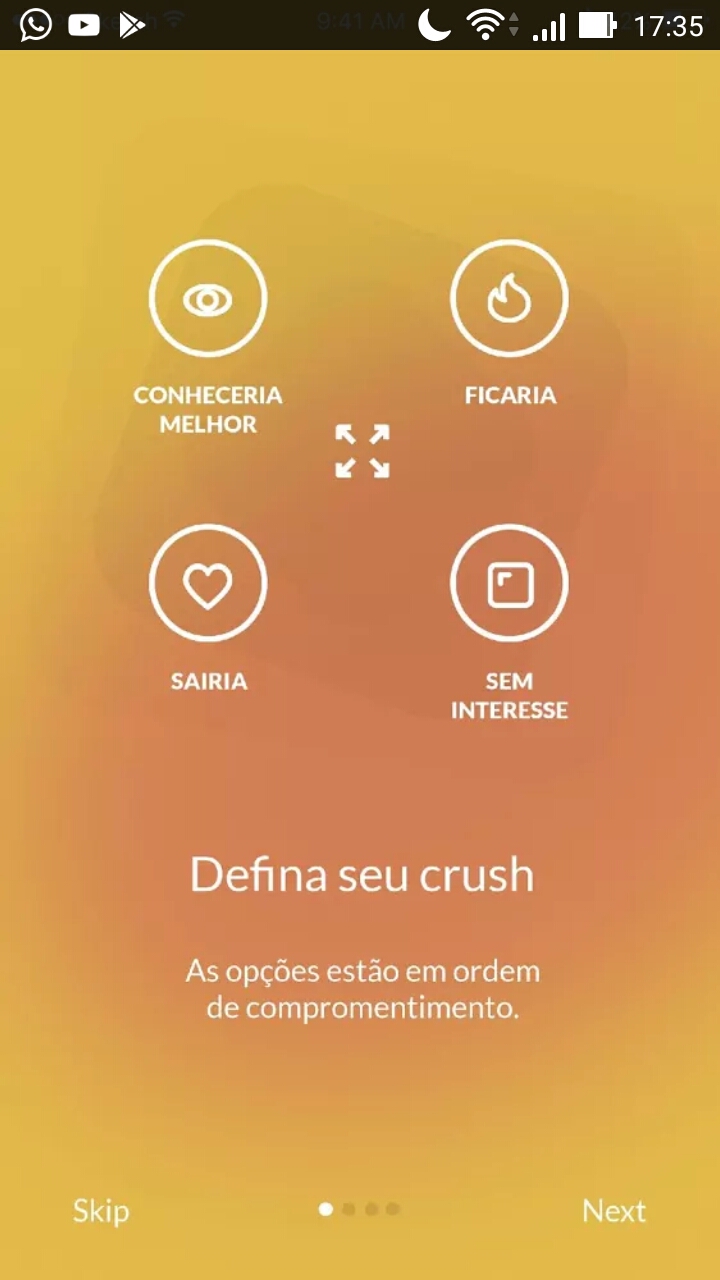 9:41 AM
17:35
CONHECERIA
MELHOR
FICARIA
SAIRIA
SEM
INTERESSE
Defina seu crush
As opções estão em ordem
de compromentimento.
Skip
Next